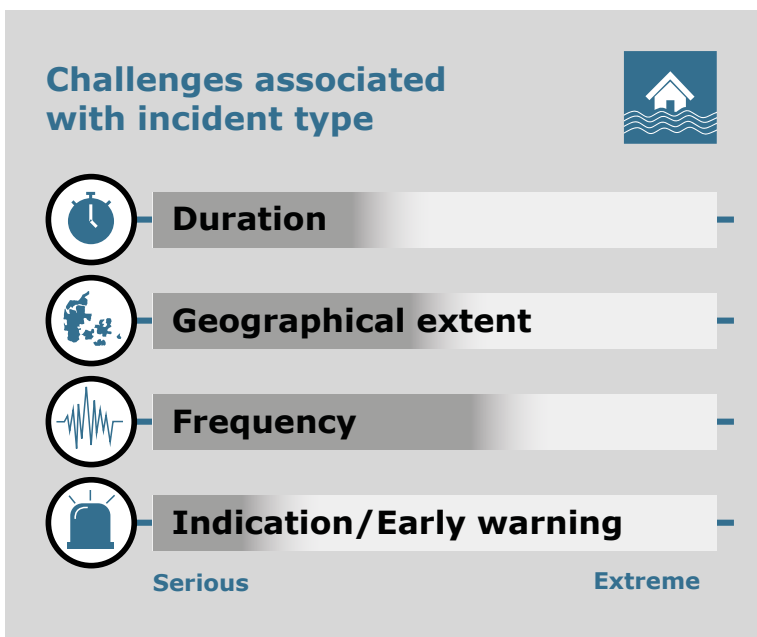 Challenges associated
with incident type
Duration
Geographical extent
Frequency
Indication/Early warning
Serious
Extreme